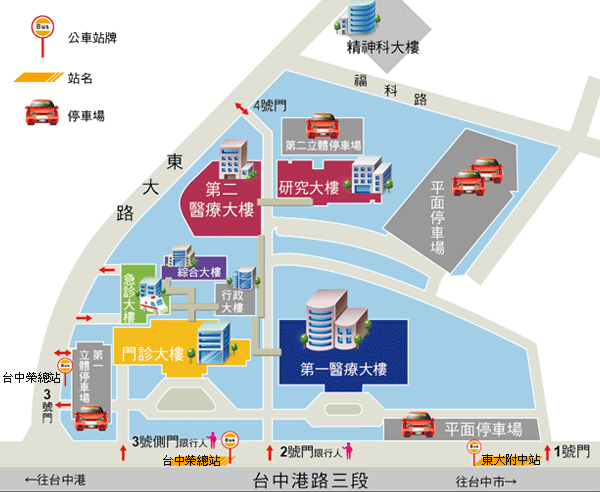 Bus
公車站牌
站名
停車場
精神科大樓
福科路
4號門
東大路
第二立體停車場
第二
醫療大樓
研究大樓
平面停車場
綜合大樓
急診大樓
行政
大樓
門診大樓
第一醫療大樓
第一
立體停車場
台中榮總站
Bus
3號門
3號側門限行人
Bus
台中榮總站
2號門限行人
平面停車場
Bus
東大附中站
1號門
←往台中港
台中港路三段
往台中市→